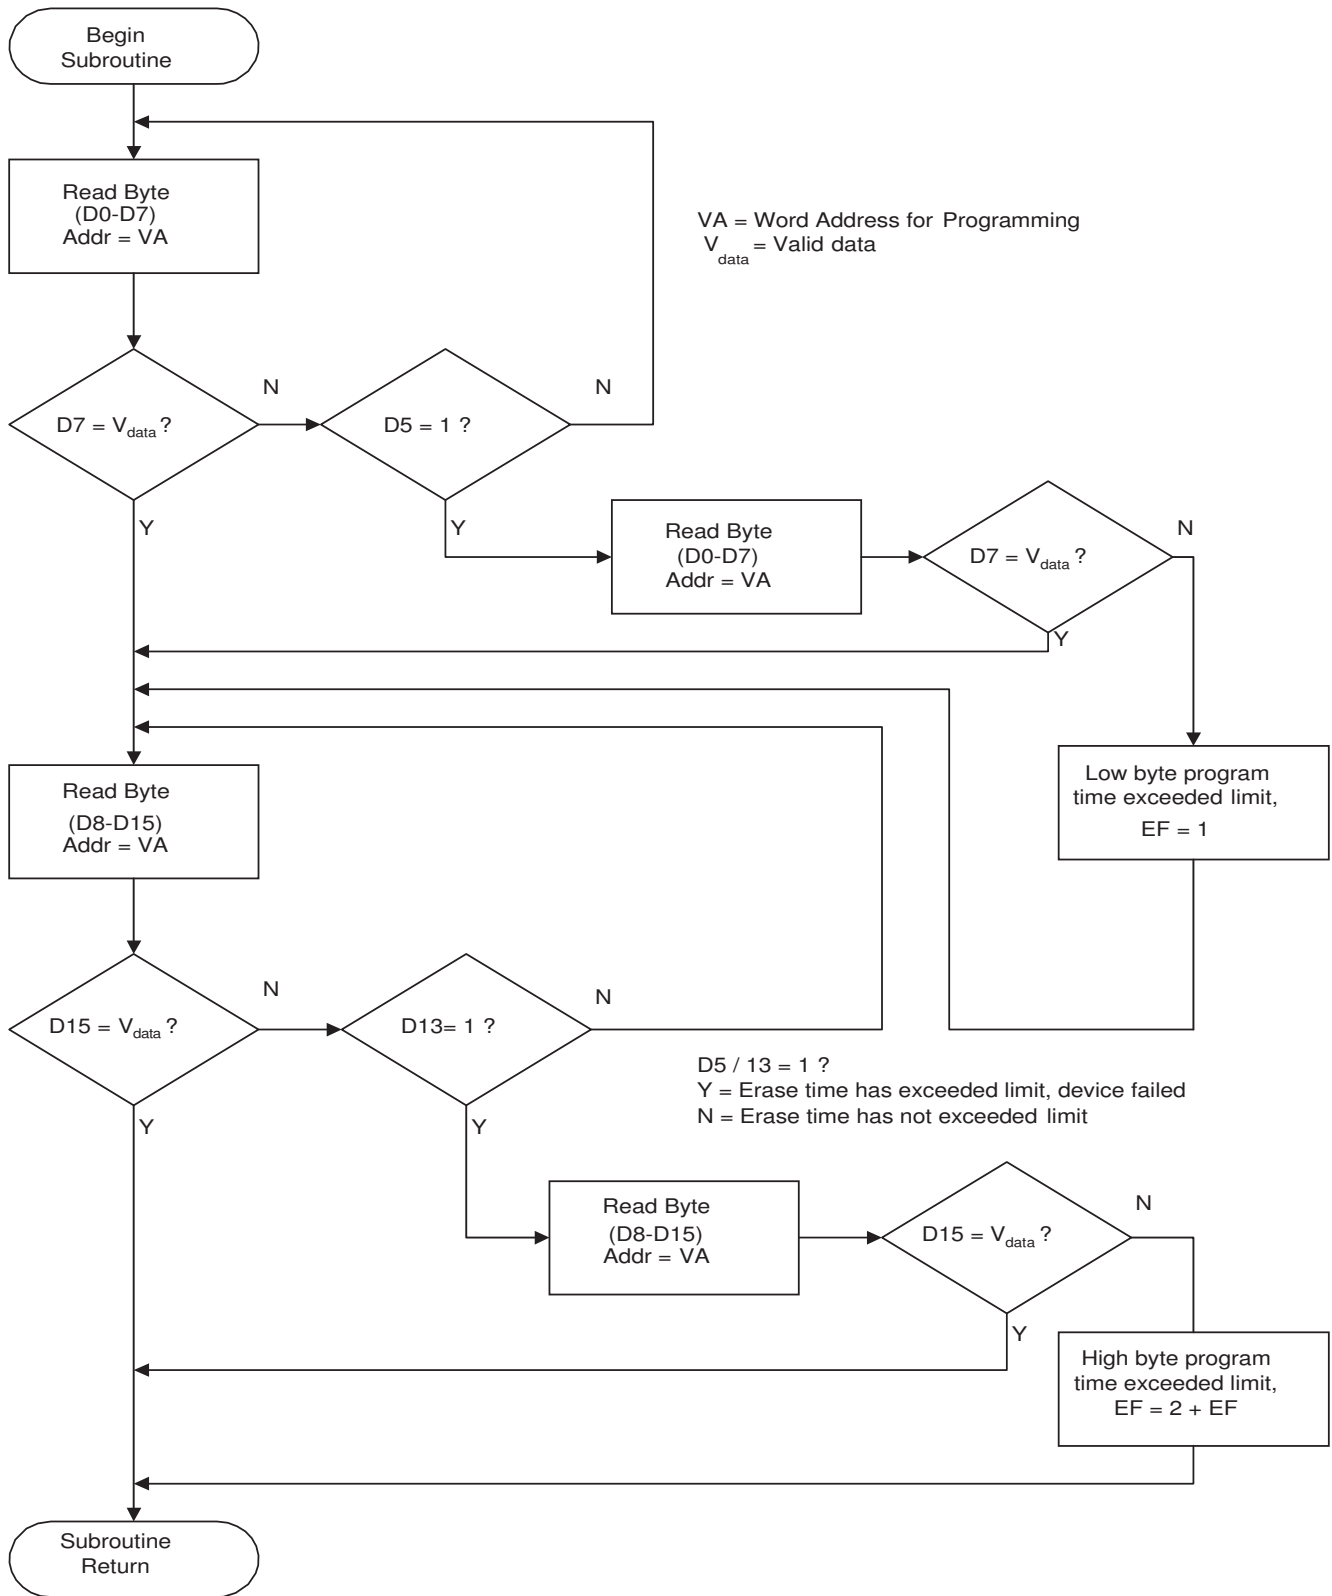 Begin
Subroutine
Read Byte
(D0-D7)
Addr = VA
VA = Word Address for Programming
Vdata = Valid data
D7 = Vdata ?
N
D5 = 1 ?
N
Y
Y
Read Byte
(D0-D7)
Addr = VA
D7 = Vdata ?
N
Y
Low byte program
time exceeded limit,
EF = 1
Read Byte
(D8-D15)
Addr = VA
D15 = Vdata ?
N
D13= 1 ?
N
Y
Y
D5 / 13 = 1 ?
Y = Erase time has exceeded limit, device failed
N = Erase time has not exceeded limit
Read Byte
(D8-D15)
Addr = VA
D15 = Vdata ?
N
Y
High byte program
time exceeded limit,
EF = 2 + EF
Subroutine
Return